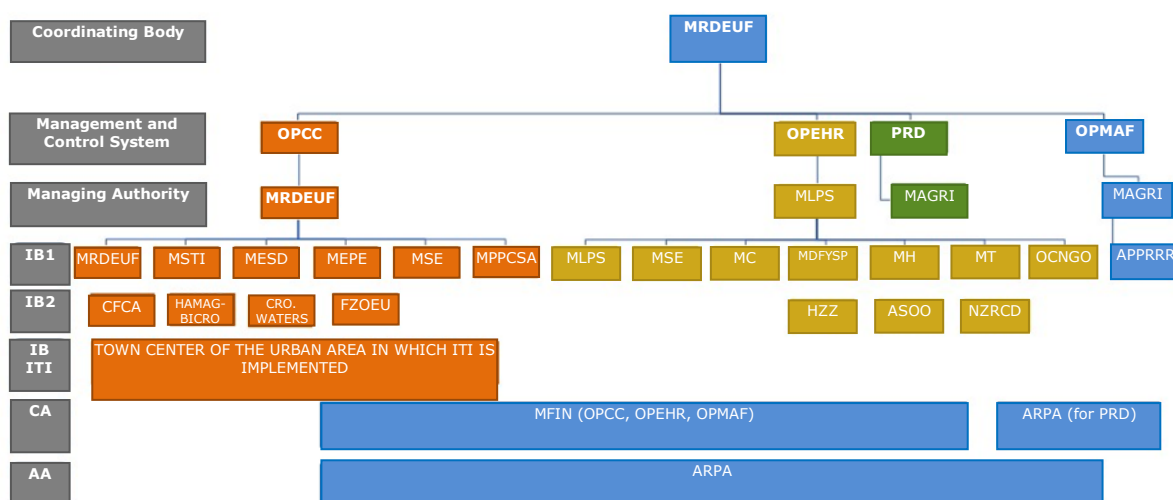 Coordinating Body
MRDEUF
Management and
Control System
OPCC
OPEHR
PRD
OPMAF
Managing Authority
MRDEUF
MLPS
MAGRI
MAGRI
IB1
MRDEUF
MSTI
MESD
MEPE
MSE
MPPCSA
MLPS
MSE
MC
MDFYSP
MH
MT
OCNGO
APPRRR
IB2
CFCA
HAMAG-
BICRO
CRO.
WATERS
FZOEU
HZZ
ASOO
NZRCD
IB
ITI
TOWN CENTER OF THE URBAN AREA IN WHICH ITI IS
IMPLEMENTED
CA
MFIN (OPCC, OPEHR, OPMAF)
ARPA (for PRD)
AA
ARPA